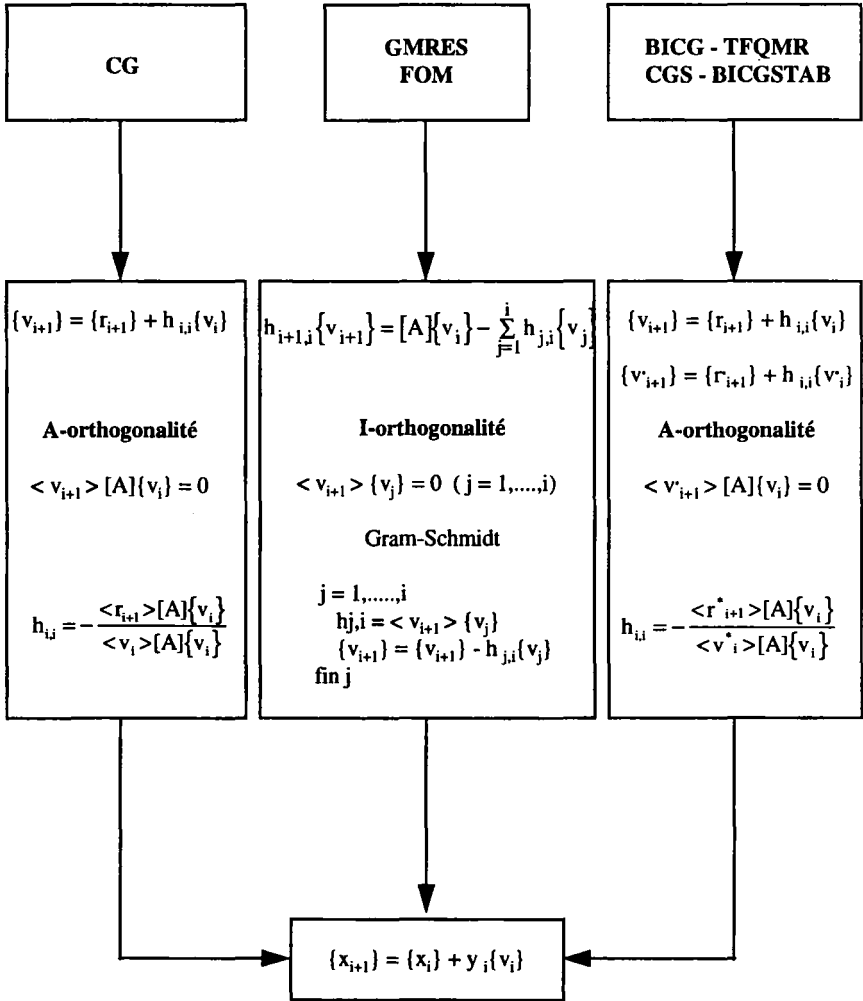 CG
GMRES
FOM
BICG - TFQMR
CGS - BICGSTAB
{v_{i+1}} = {r_{i+1}} + h_{i,i}{v_i}
A-orthogonalité
< v_{i+1} > [A]{v_i} = 0
h_{i,i} = - <r_{i+1}>[A]{v_i} / <v_i>[A]{v_i}
h_{i+1,i}{v_{i+1}} = [A]{v_i} - ∑_{j=1}^{i} h_{j,i}{v_j}
I-orthogonalité
< v_{i+1} > {v_j} = 0 ( j = 1,....,i)
Gram-Schmidt
j = 1,.....,i
hj,i = < v_{i+1} > {v_j}
{v_{i+1}} = {v_{i+1}} - h_{j,i}{v_j}
fin j
{v_{i+1}} = {r_{i+1}} + h_{i,i}{v_i}
{v*_{i+1}} = {r*_{i+1}} + h_{i,i}{v*_i}
A-orthogonalité
< v*_{i+1} > [A]{v_i} = 0
h_{i,i} = - <r*_{i+1}>[A]{v_i} / <v*_i>[A]{v_i}
{x_{i+1}} = {x_i} + y_i{v_i}